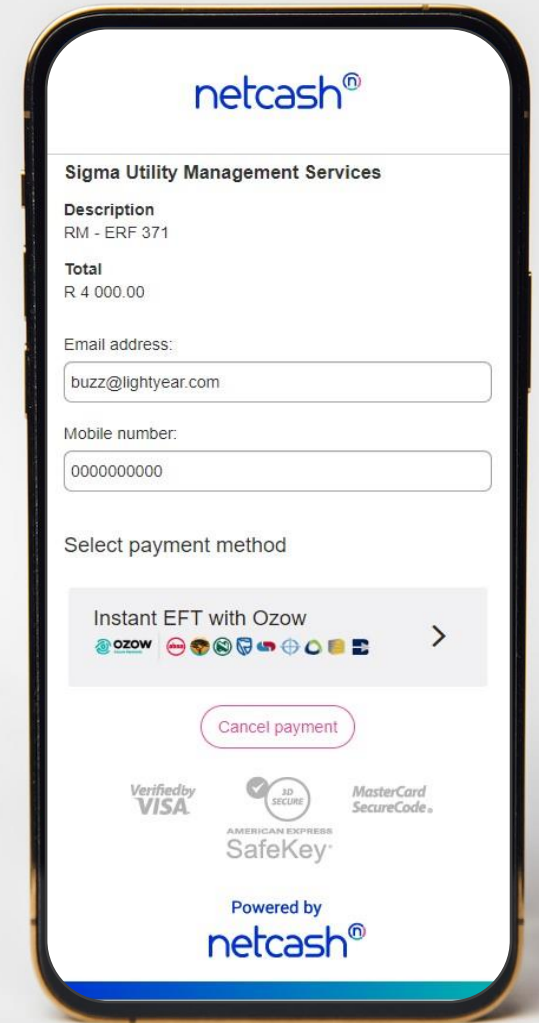 netcash
Sigma Utility Management Services
Description
RM - ERF 371
Total
R 4 000.00
Email address:
buzz@lightyear.com
Mobile number:
0000000000
Select payment method
Instant EFT with Ozow
OZOW
absa
Cancel payment
Verified by
VISA
3D
SECURE
MasterCard
SecureCode.
AMERICAN EXPRESS
SafeKey
Powered by
netcash